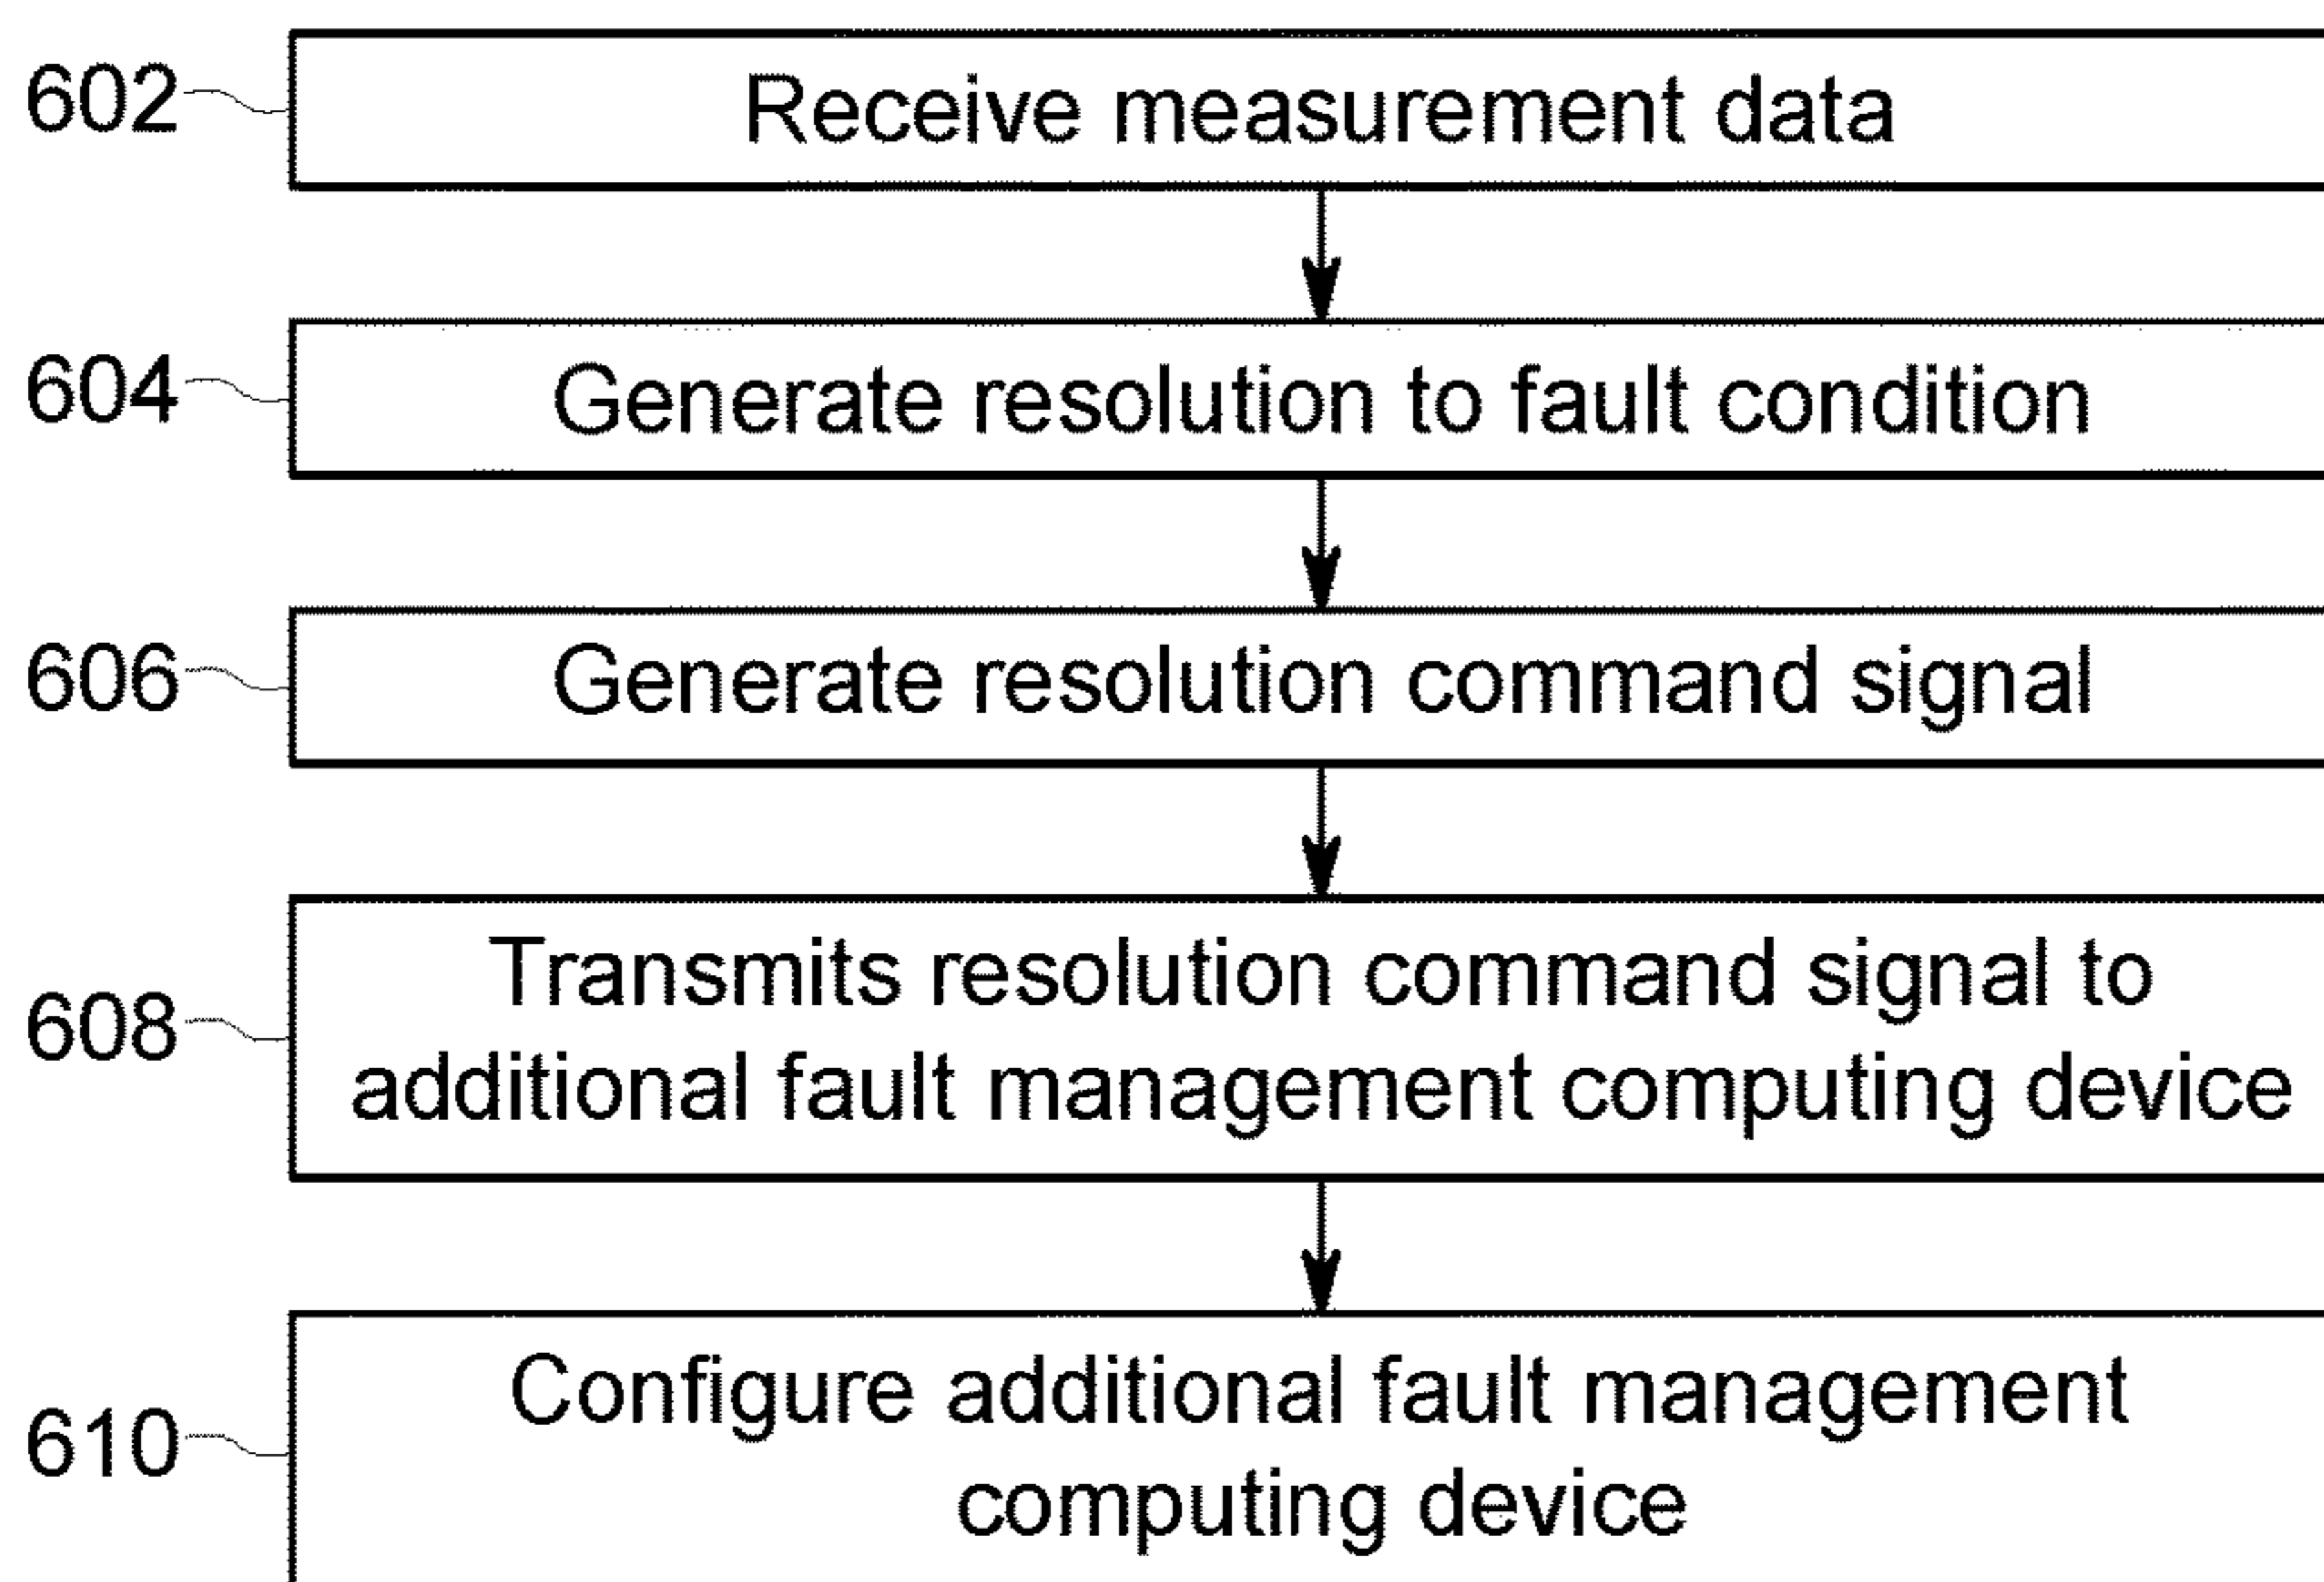 602
Receive measurement data
604
Generate resolution to fault condition
606
Generate resolution command signal
608
Transmits resolution command signal to
additional fault management computing device
610
Configure additional fault management
computing device